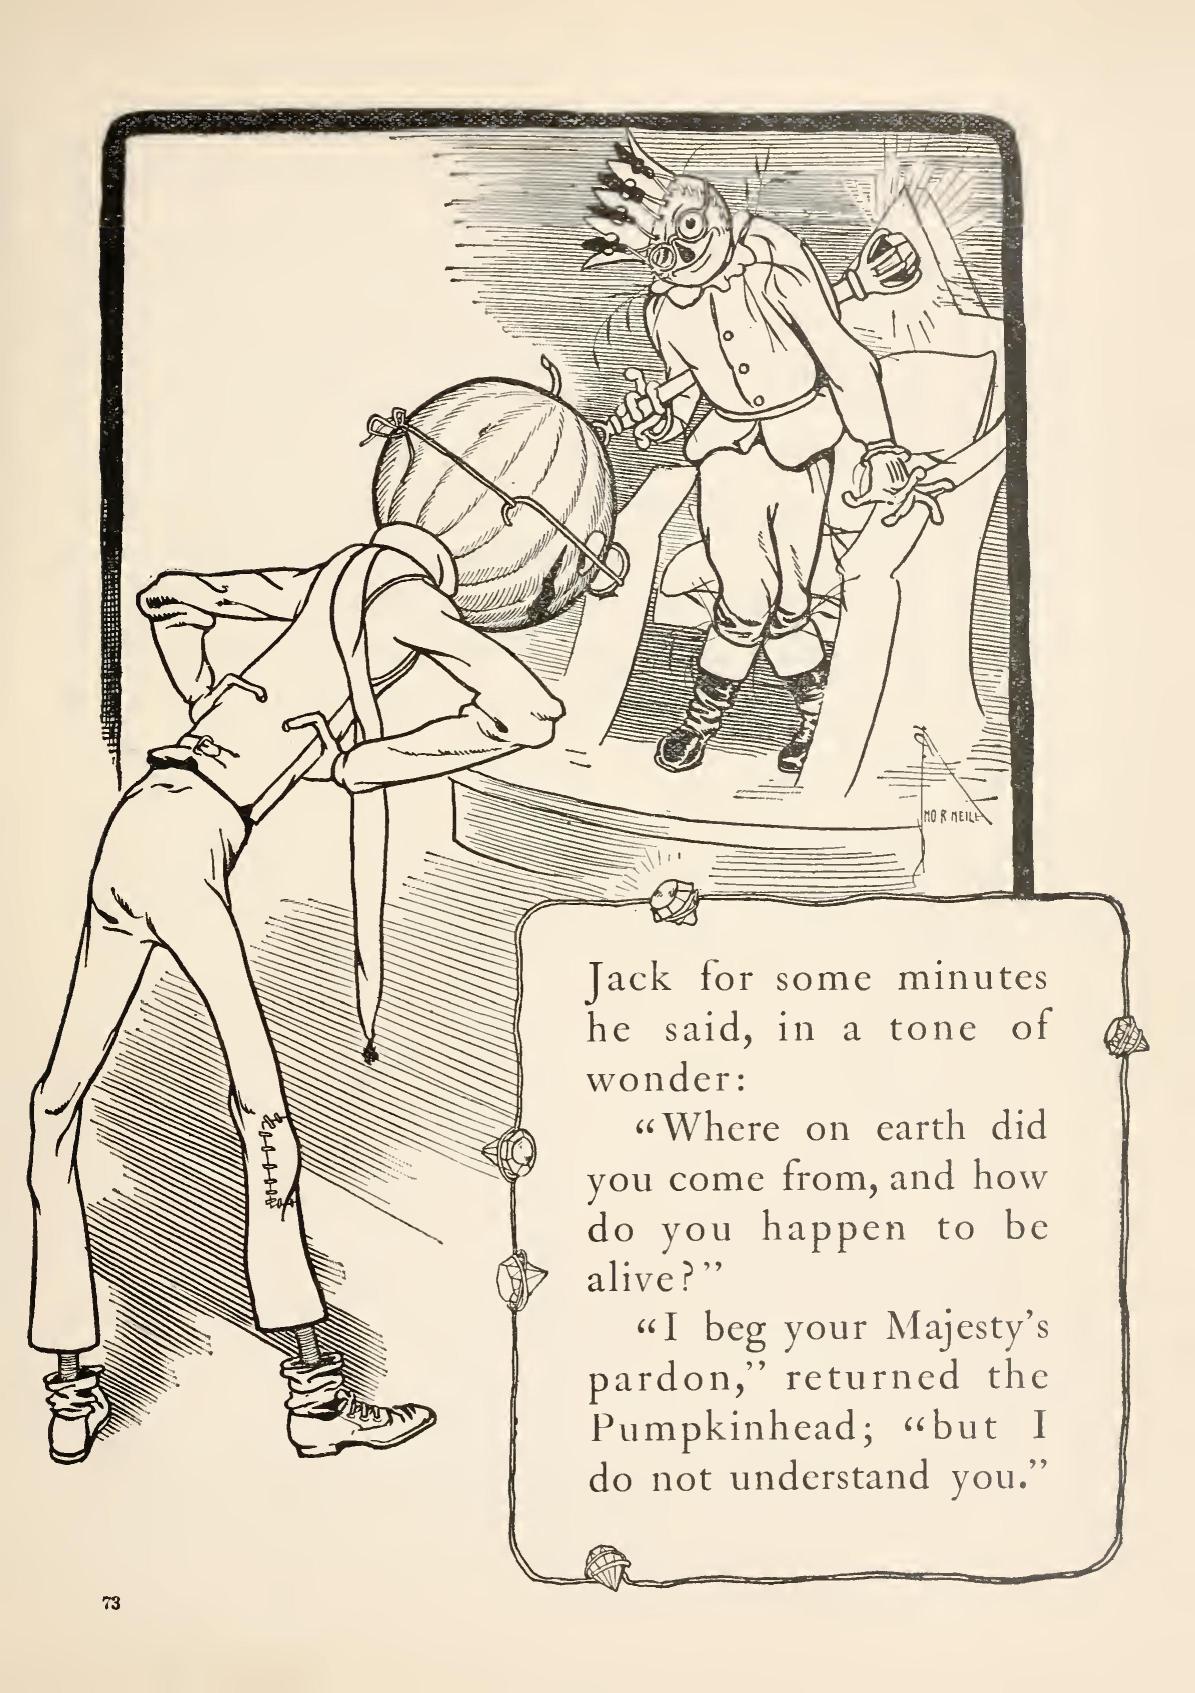 JNO R NEILL
Jack for some minutes
he said, in a tone of
wonder:
“Where on earth did
you come from, and how
do you happen to be
alive?”
“I beg your Majesty’s
pardon,” returned the
Pumpkinhead; “but I
do not understand you.”
73